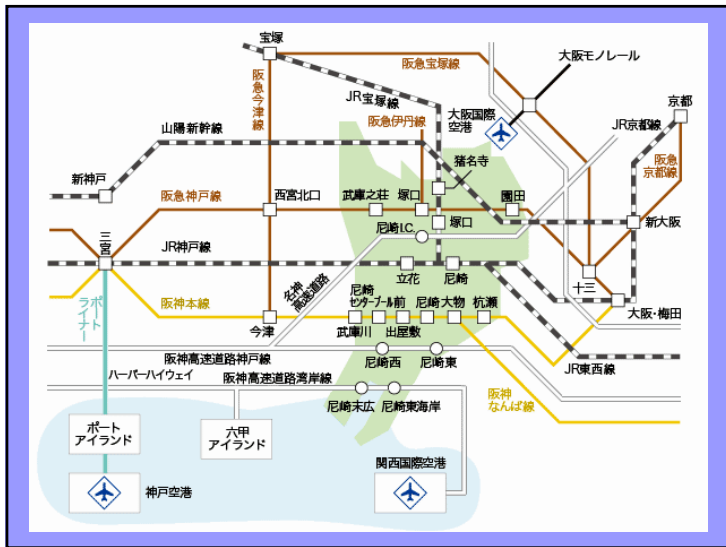 宝塚
阪急宝塚線
大阪モノレール
阪急今津線
JR宝塚線
大阪国際
空港
京都
山陽新幹線
阪急伊丹線
JR京都線
猪名寺
阪急
京都線
新神戸
阪急神戸線
西宮北口
武庫之荘
塚口
園田
塚口
新大阪
尼崎I.C.
三宮
JR神戸線
名神
高速道路
立花
尼崎
十三
ポート
ライナー
阪神本線
尼崎
センタープール前
尼崎
大物
杭瀬
大阪・梅田
今津
武庫川
出屋敷
阪神高速道路神戸線
尼崎西
尼崎東
JR東西線
ハーバーハイウェイ
阪神高速道路湾岸線
阪神
なんば線
尼崎末広
尼崎東海岸
ポート
アイランド
六甲
アイランド
関西国際空港
神戸空港